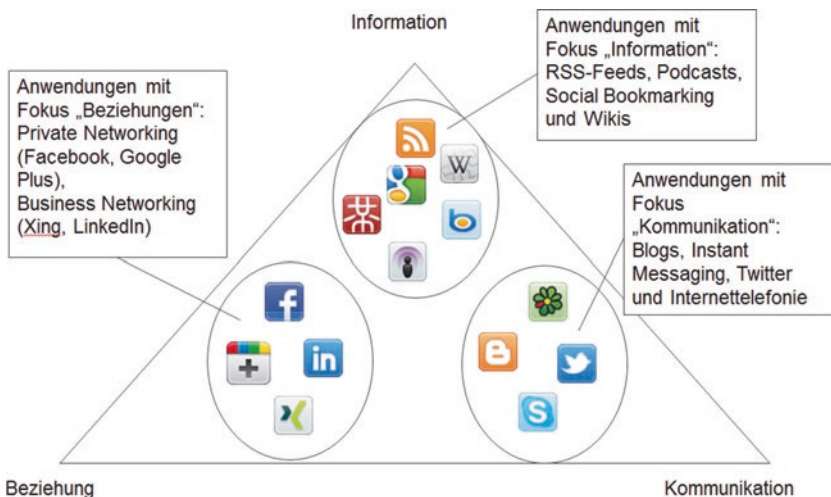 Information
Anwendungen mit
Fokus „Information“:
RSS-Feeds, Podcasts,
Social Bookmarking
und Wikis
Anwendungen mit
Fokus „Beziehungen“:
Private Networking
(Facebook, Google
Plus),
Business Networking
(Xing, LinkedIn)
Anwendungen mit
Fokus
„Kommunikation“:
Blogs, Instant
Messaging, Twitter
und Internettelefonie
W
g
b
f
in
B
S
Beziehung
Kommunikation